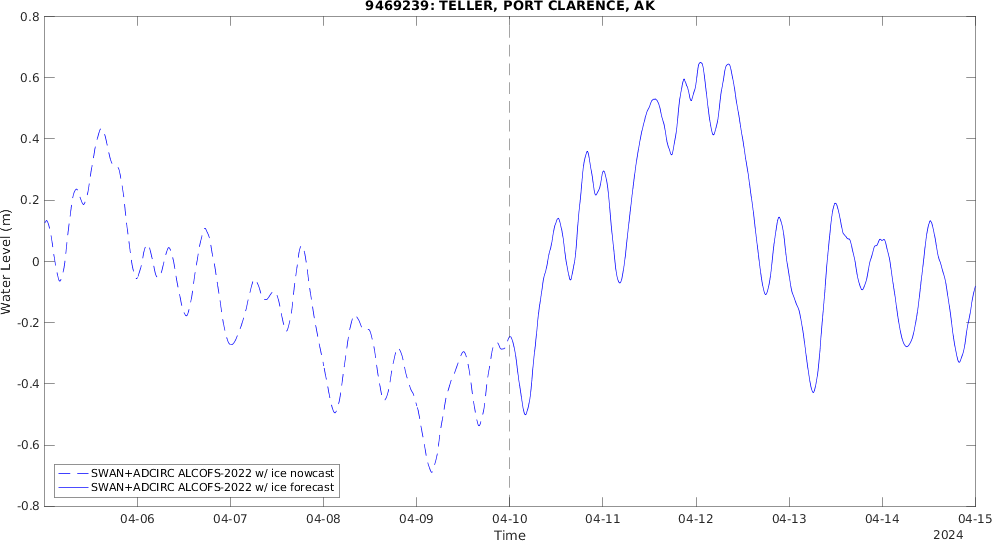 9469239: TELLER, PORT CLARENCE, AK
0.8
0.6
0.4
0.2
0
-0.2
-0.4
-0.6
-0.8
Water Level (m)
SWAN+ADCIRC ALCOFS-2022 w/ ice nowcast
SWAN+ADCIRC ALCOFS-2022 w/ ice forecast
04-06 04-07 04-08 04-09 04-10 04-11 04-12 04-13 04-14 04-15
Time
2024